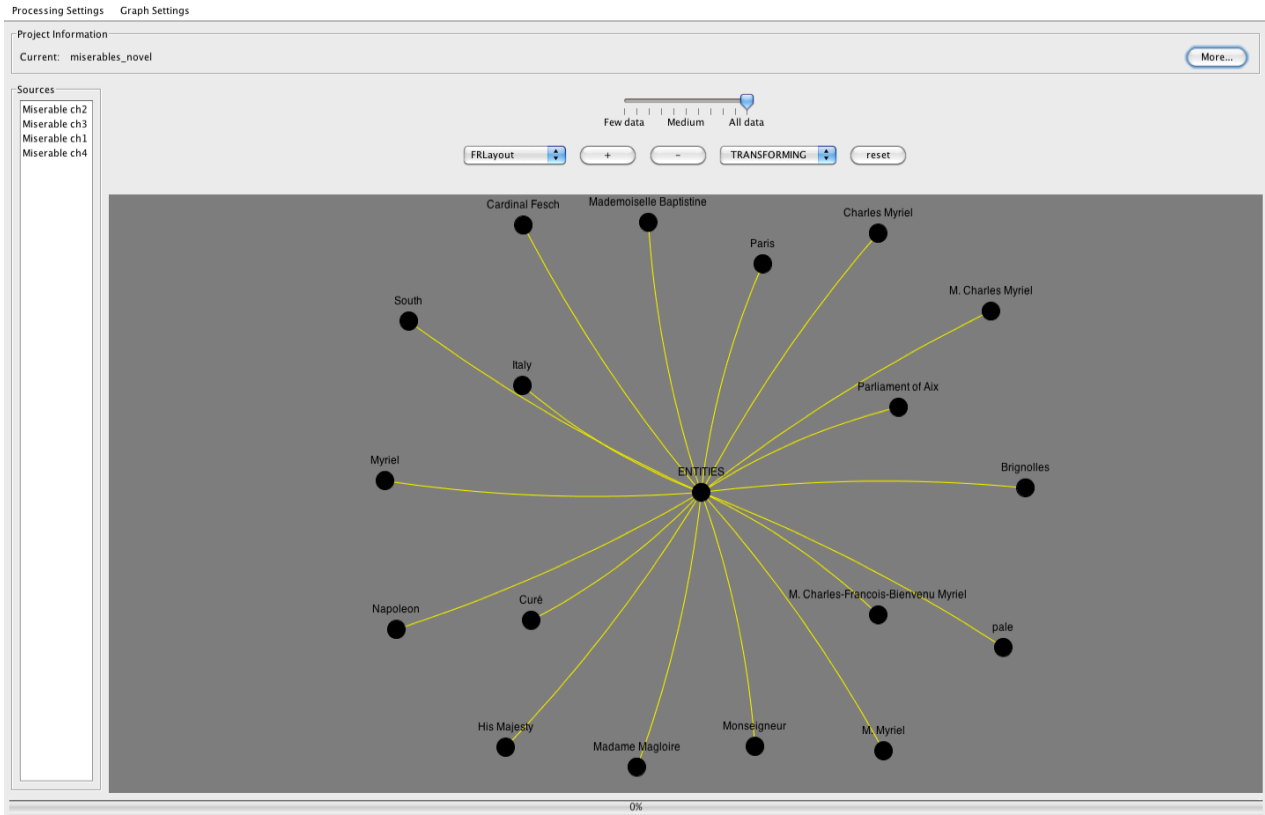 Processing Settings Graph Settings
Project Information
Current: miserables_novel
More...
Sources
Miserable ch2
Miserable ch3
Miserable ch1
Miserable ch4
Few data Medium All data
FRLayout + - TRANSFORMING reset
Cardinal Fesch
Mademoiselle Baptistine
Charles Myriel
Paris
M. Charles Myriel
South
Italy
Parliament of Aix
Myriel
ENTITIES
Brignolles
Napoleon
Curé
M. Charles-Francois-Bienvenu Myriel
pale
His Majesty
Madame Magloire
Monseigneur
M. Myriel
0%